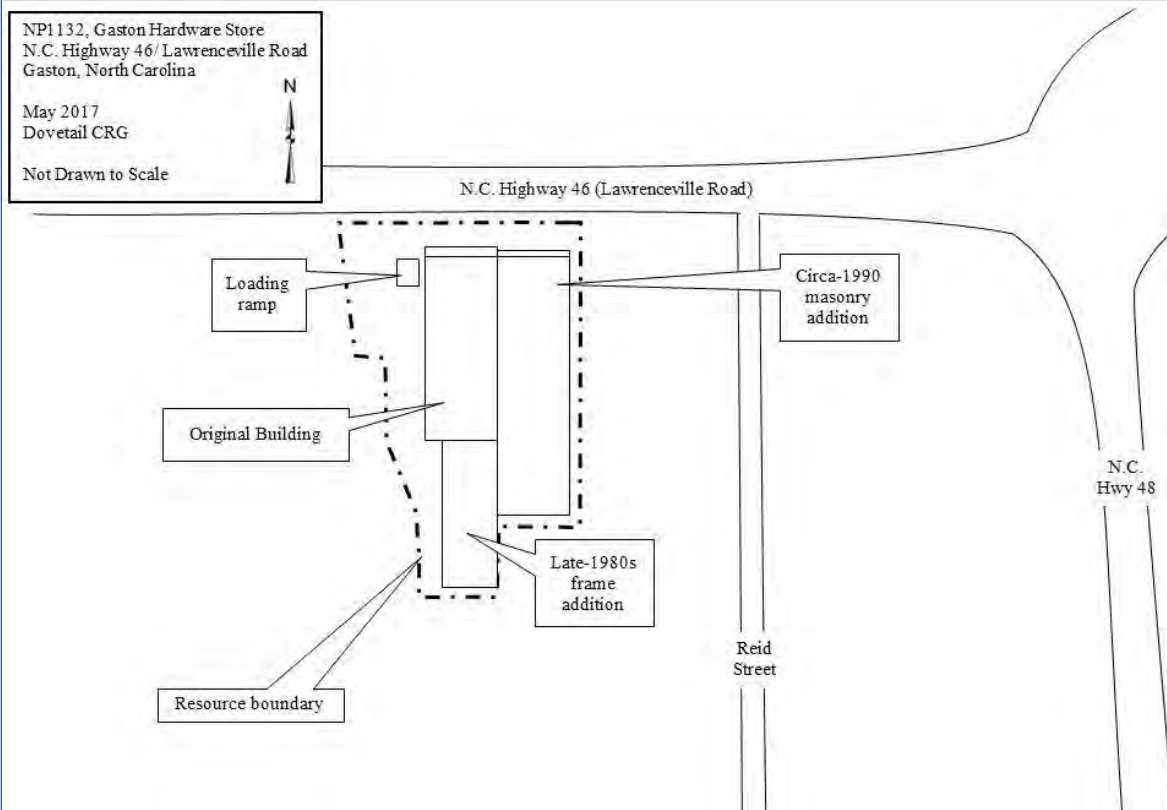 NP1132, Gaston Hardware Store
N.C. Highway 46/ Lawrenceville Road
Gaston, North Carolina
N
May 2017
Dovetail CRG
Not Drawn to Scale
N.C. Highway 46 (Lawrenceville Road)
Loading
ramp
Circa-1990
masonry
addition
Original Building
N.C.
Hwy 48
Late-1980s
frame
addition
Reid
Street
Resource boundary